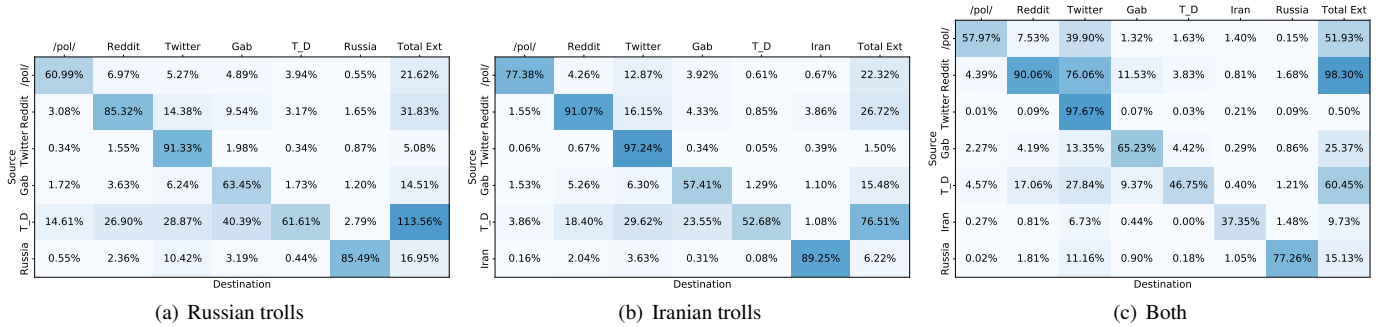 /pol/ Reddit Twitter Gab T_D Russia Total Ext
/pol/ 60.99% 6.97% 5.27% 4.89% 3.94% 0.55% 21.62%
Reddit 3.08% 85.32% 14.38% 9.54% 3.17% 1.65% 31.83%
Twitter 0.34% 1.55% 91.33% 1.98% 0.34% 0.87% 5.08%
Source
Gab 1.72% 3.63% 6.24% 63.45% 1.73% 1.20% 14.51%
T_D 14.61% 26.90% 28.87% 40.39% 61.61% 2.79% 113.56%
Russia 0.55% 2.36% 10.42% 3.19% 0.44% 85.49% 16.95%
Destination
(a) Russian trolls
/pol/ Reddit Twitter Gab T_D Iran Total Ext
/pol/ 77.38% 4.26% 12.87% 3.92% 0.61% 0.67% 22.32%
Reddit 1.55% 91.07% 16.15% 4.33% 0.85% 3.86% 26.72%
Twitter 0.06% 0.67% 97.24% 0.34% 0.05% 0.39% 1.50%
Source
Gab 1.53% 5.26% 6.30% 57.41% 1.29% 1.10% 15.48%
T_D 3.86% 18.40% 29.62% 23.55% 52.68% 1.08% 76.51%
Iran 0.16% 2.04% 3.63% 0.31% 0.08% 89.25% 6.22%
Destination
(b) Iranian trolls
/pol/ Reddit Twitter Gab T_D Iran Russia Total Ext
/pol/ 57.97% 7.53% 39.90% 1.32% 1.63% 1.40% 0.15% 51.93%
Reddit 4.39% 90.06% 76.06% 11.53% 3.83% 0.81% 1.68% 98.30%
Twitter 0.01% 0.09% 97.67% 0.07% 0.03% 0.21% 0.09% 0.50%
Source
Gab 2.27% 4.19% 13.35% 65.23% 4.42% 0.29% 0.86% 25.37%
T_D 4.57% 17.06% 27.84% 9.37% 46.75% 0.40% 1.21% 60.45%
Iran 0.27% 0.81% 6.73% 0.44% 0.00% 37.35% 1.48% 9.73%
Russia 0.02% 1.81% 11.16% 0.90% 0.18% 1.05% 77.26% 15.13%
Destination
(c) Both